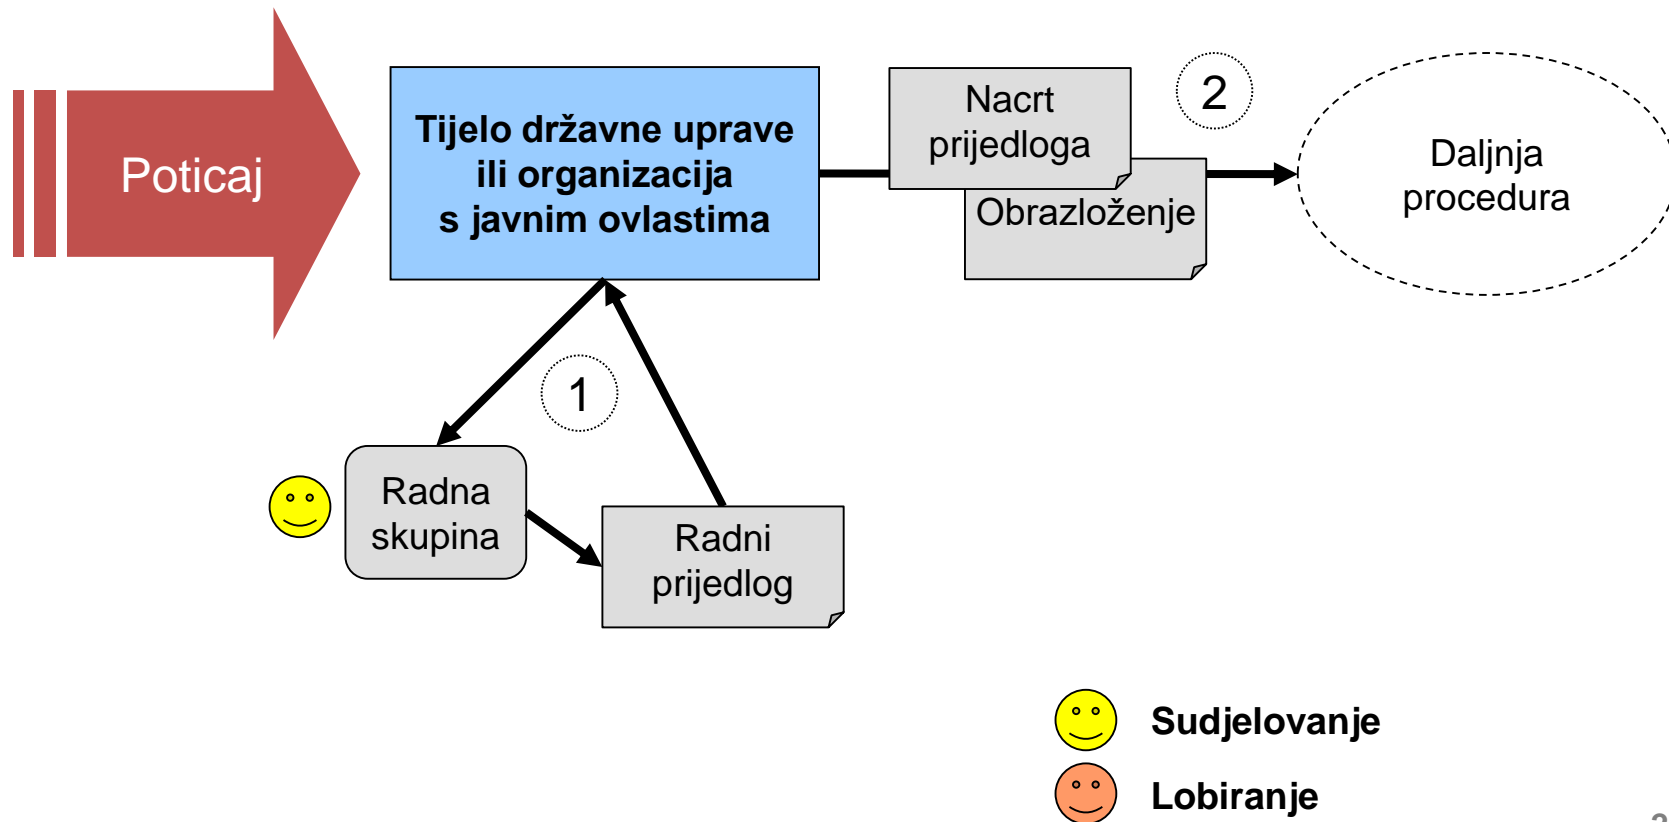 Poticaj
Tijelo državne uprave
ili organizacija
s javnim ovlastima
Nacrt
prijedloga
Obrazloženje
2
Daljnja
procedura
1
Radna
skupina
Radni
prijedlog
Sudjelovanje
Lobiranje